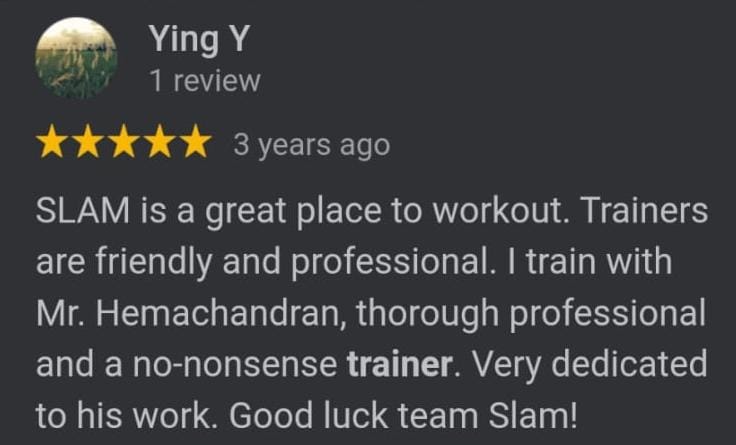 Ying Y
1 review
3 years ago
SLAM is a great place to workout. Trainers
are friendly and professional. I train with
Mr. Hemachandran, thorough professional
and a no-nonsense trainer. Very dedicated
to his work. Good luck team Slam!